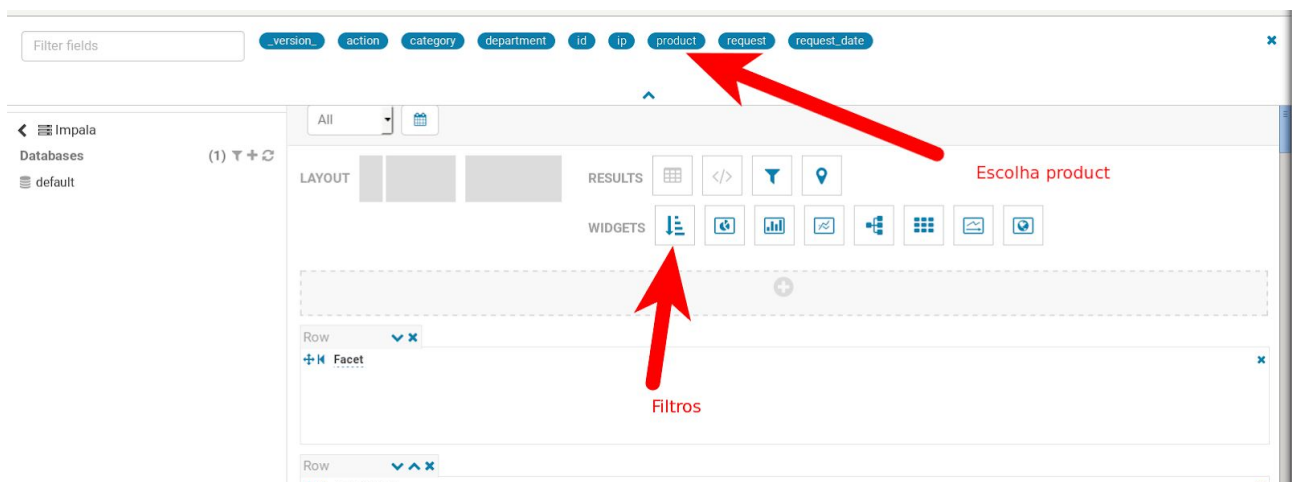 Filter fields
_version_ action category department id ip product request request_date
Impala
Databases (1)
default
All
LAYOUT
RESULTS
WIDGETS
Escolha product
Filtros
Row
Facet
Row